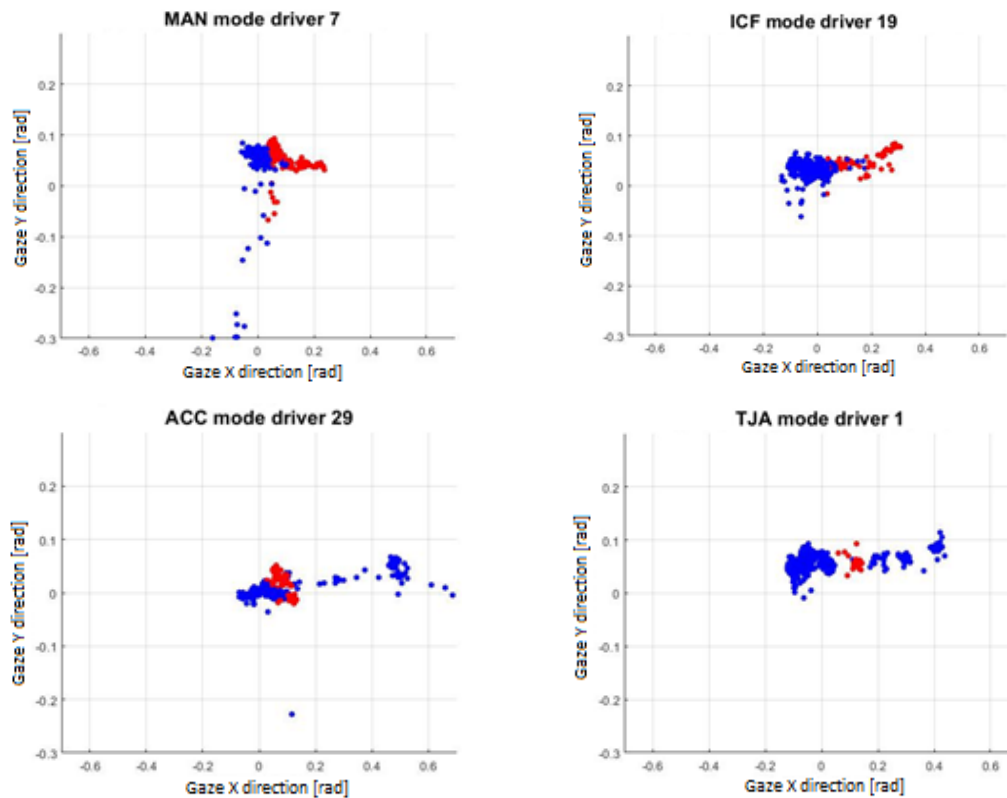 MAN mode driver 7
Gaze Y direction [rad]
0.2
0.1
0
-0.1
-0.2
-0.3
-0.6 -0.4 -0.2 0 0.2 0.4 0.6
Gaze X direction [rad]
ICF mode driver 19
Gaze Y direction [rad]
0.2
0.1
0
-0.1
-0.2
-0.3
-0.6 -0.4 -0.2 0 0.2 0.4 0.6
Gaze X direction [rad]
ACC mode driver 29
Gaze Y direction [rad]
0.2
0.1
0
-0.1
-0.2
-0.3
-0.6 -0.4 -0.2 0 0.2 0.4 0.6
Gaze X direction [rad]
TJA mode driver 1
Gaze Y direction [rad]
0.2
0.1
0
-0.1
-0.2
-0.3
-0.6 -0.4 -0.2 0 0.2 0.4 0.6
Gaze X direction [rad]